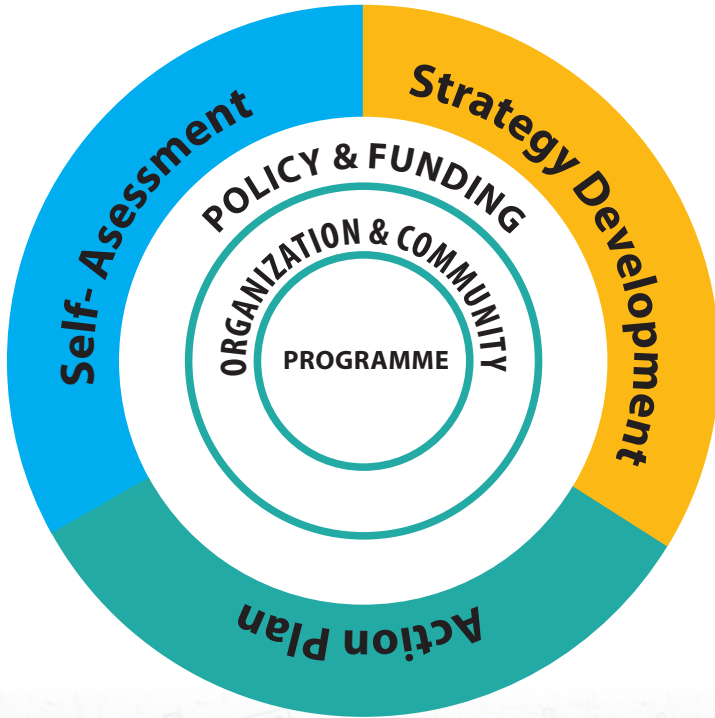 Self- Asessment
Strategy Development
Action Plan
POLICY & FUNDING
ORGANIZATION & COMMUNITY
PROGRAMME